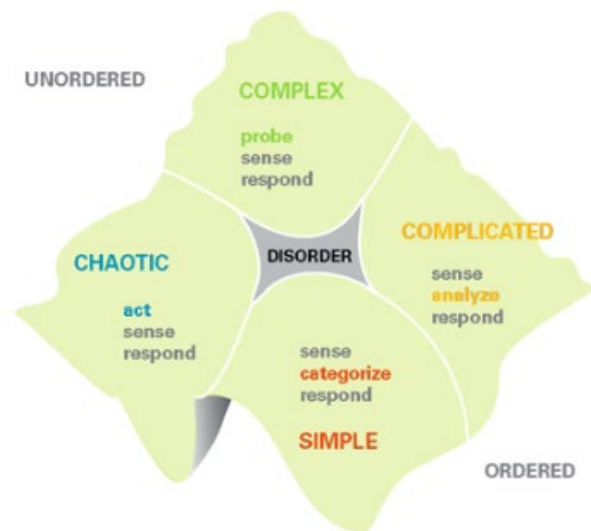 UNORDERED
COMPLEX
probe
sense
respond
CHAOTIC
act
sense
respond
DISORDER
COMPLICATED
sense
analyze
respond
sense
categorize
respond
SIMPLE
ORDERED